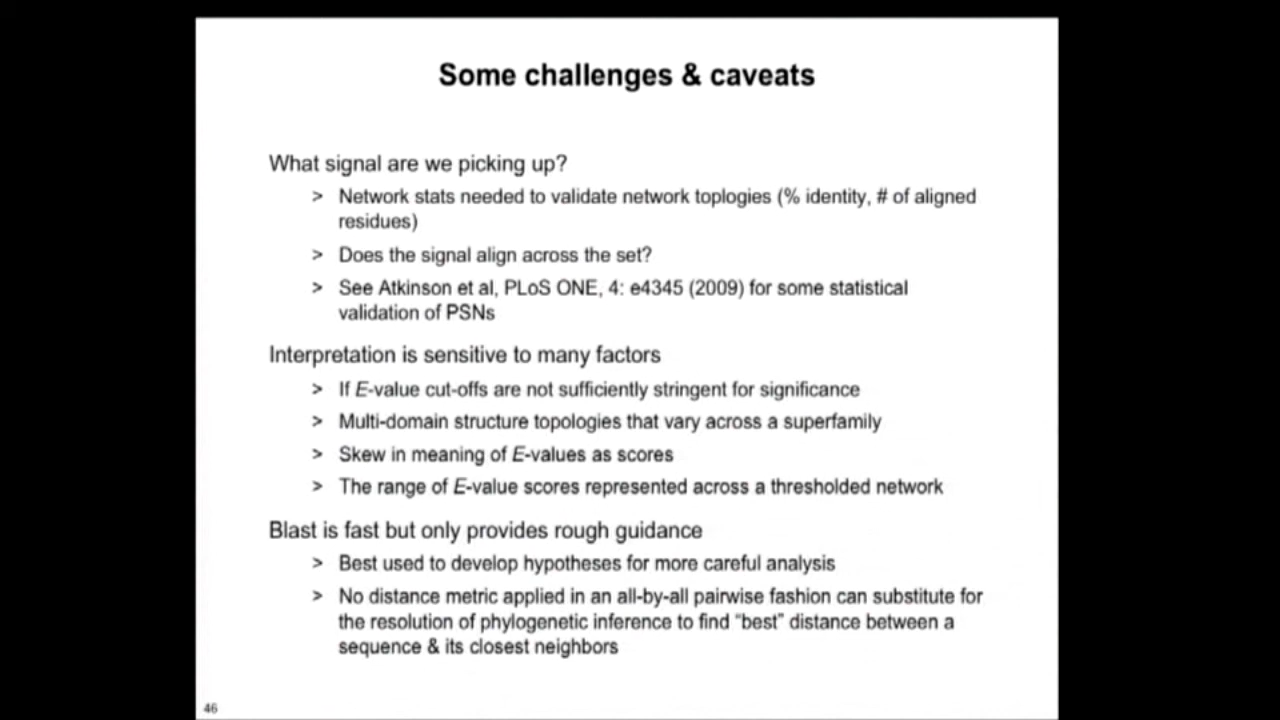 Some challenges & caveats
What signal are we picking up?
> Network stats needed to validate network toplogies (% identity, # of aligned
residues)
> Does the signal align across the set?
> See Atkinson et al, PLoS ONE, 4: e4345 (2009) for some statistical
validation of PSNs
Interpretation is sensitive to many factors
> If E-value cut-offs are not sufficiently stringent for significance
> Multi-domain structure topologies that vary across a superfamily
> Skew in meaning of E-values as scores
> The range of E-value scores represented across a thresholded network
Blast is fast but only provides rough guidance
> Best used to develop hypotheses for more careful analysis
> No distance metric applied in an all-by-all pairwise fashion can substitute for
the resolution of phylogenetic inference to find “best” distance between a
sequence & its closest neighbors
46